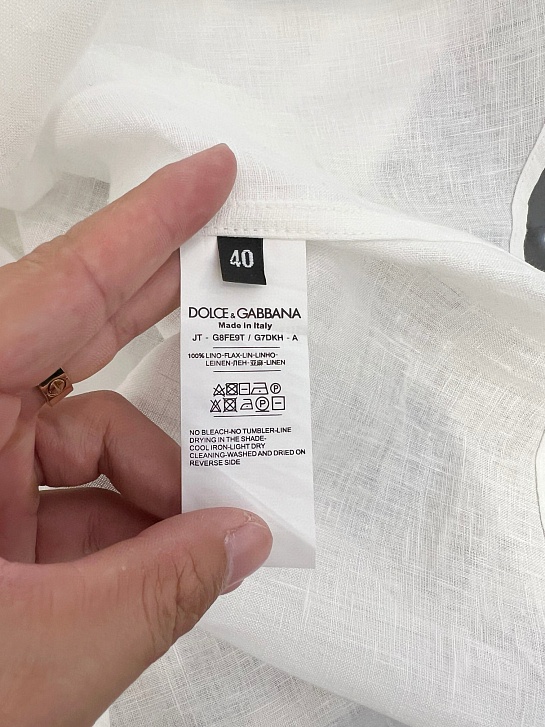 40
DOLCE & GABBANA
Made in Italy
JT - G8FE9T / G7DKH - A
100% LINO-FLAX-LIN-LINHO-
LEINEN-ЛЕН-亚麻-LINEN
P
P
NO BLEACH-NO TUMBLER-LINE
DRYING IN THE SHADE-
COOL IRON-LIGHT DRY
CLEANING-WASHED AND DRIED ON
REVERSE SIDE